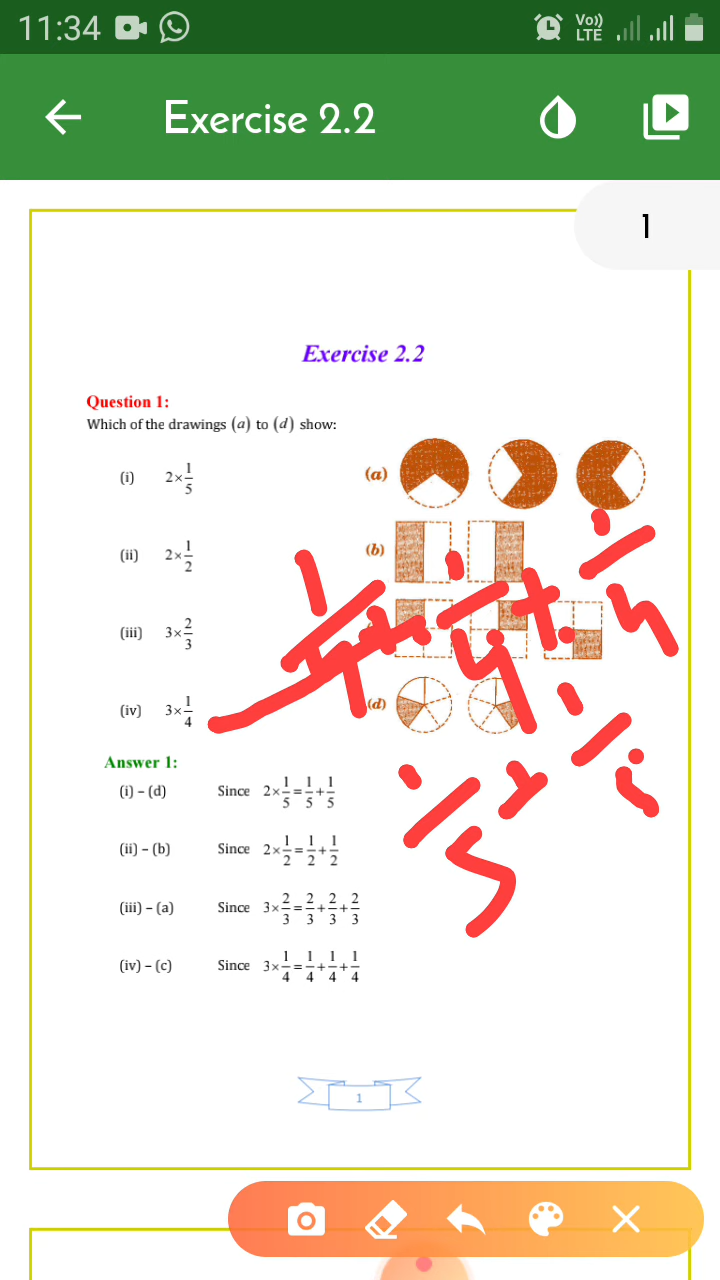 11:34
Vo)) LTE
Exercise 2.2
1
Exercise 2.2
Question 1:
Which of the drawings (a) to (d) show:
(i) 2×1/5 (a)
(ii) 2×1/2 (b)
(iii) 3×2/3
(iv) 3×1/4 (d)
Answer 1:
(i) – (d) Since 2×1/5=1/5+1/5
(ii) – (b) Since 2×1/2=1/2+1/2
(iii) – (a) Since 3×2/3=2/3+2/3+2/3
(iv) – (c) Since 3×1/4=1/4+1/4+1/4
1